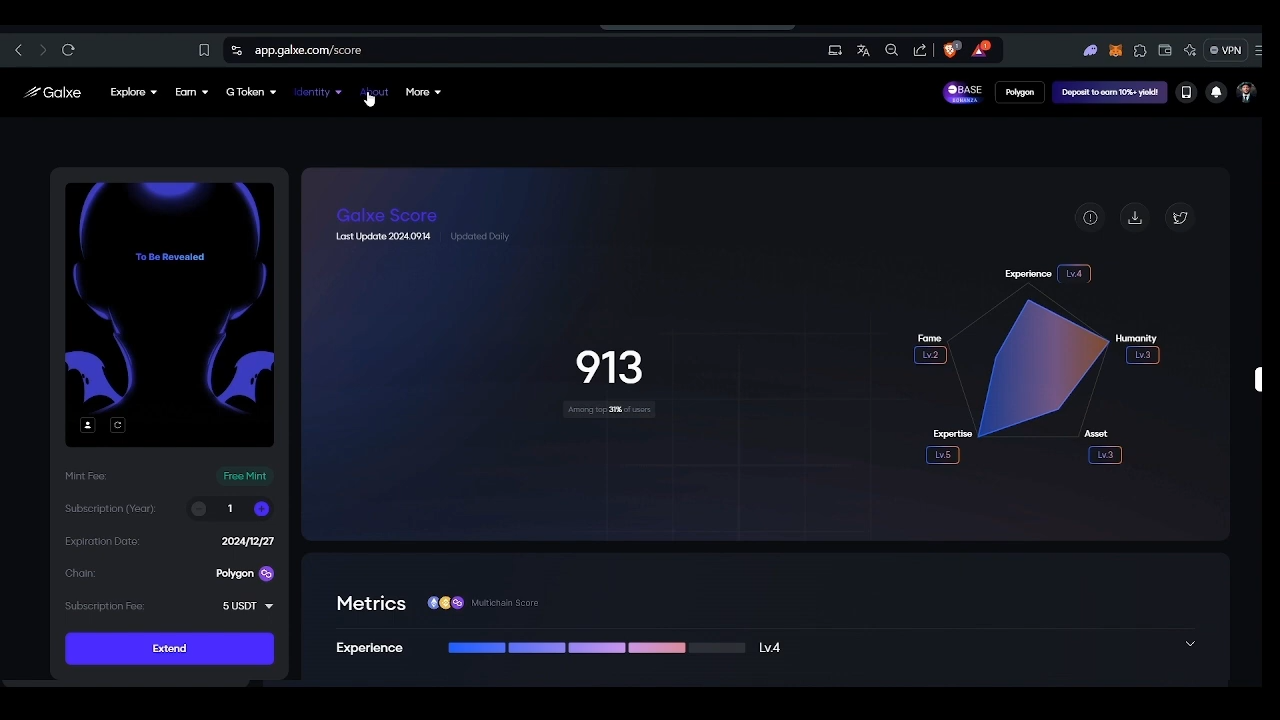 app.galxe.com/score
1
1
VPN
Galxe
Explore
Earn
G Token
Identity
About
More
BASE
BONANZA
Polygon
Deposit to earn 10%+ yield!
To Be Revealed
Mint Fee:
Free Mint
Subscription (Year):
1
Expiration Date:
2024/12/27
Chain:
Polygon
Subscription Fee:
5 USDT
Extend
Galxe Score
Last Update 2024.09.14
Updated Daily
913
Among top 31% of users
Experience Lv.4
Fame
Lv.2
Humanity
Lv.3
Expertise
Lv.5
Asset
Lv.3
Metrics
Multichain Score
Experience
Lv.4